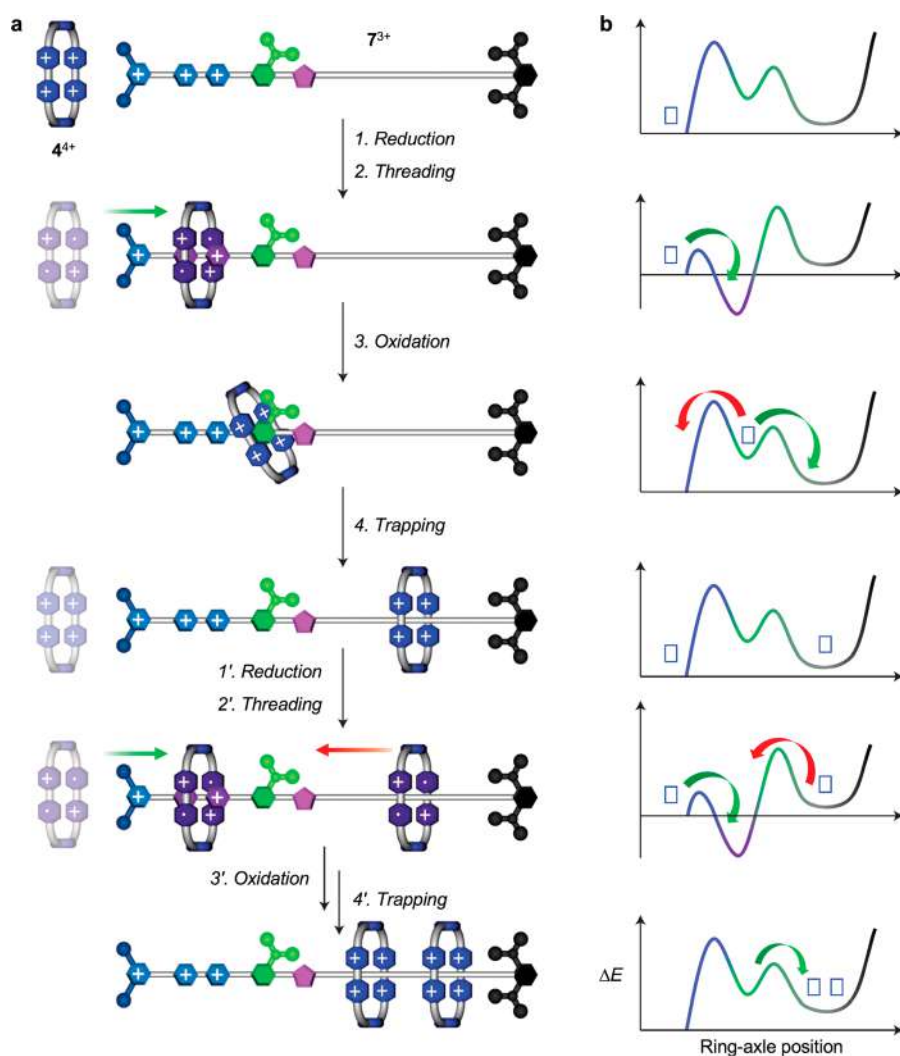 a
b
7³⁺
4⁴⁺
1. Reduction
2. Threading
3. Oxidation
4. Trapping
1′. Reduction
2′. Threading
3′. Oxidation
4′. Trapping
ΔE
Ring-axle position